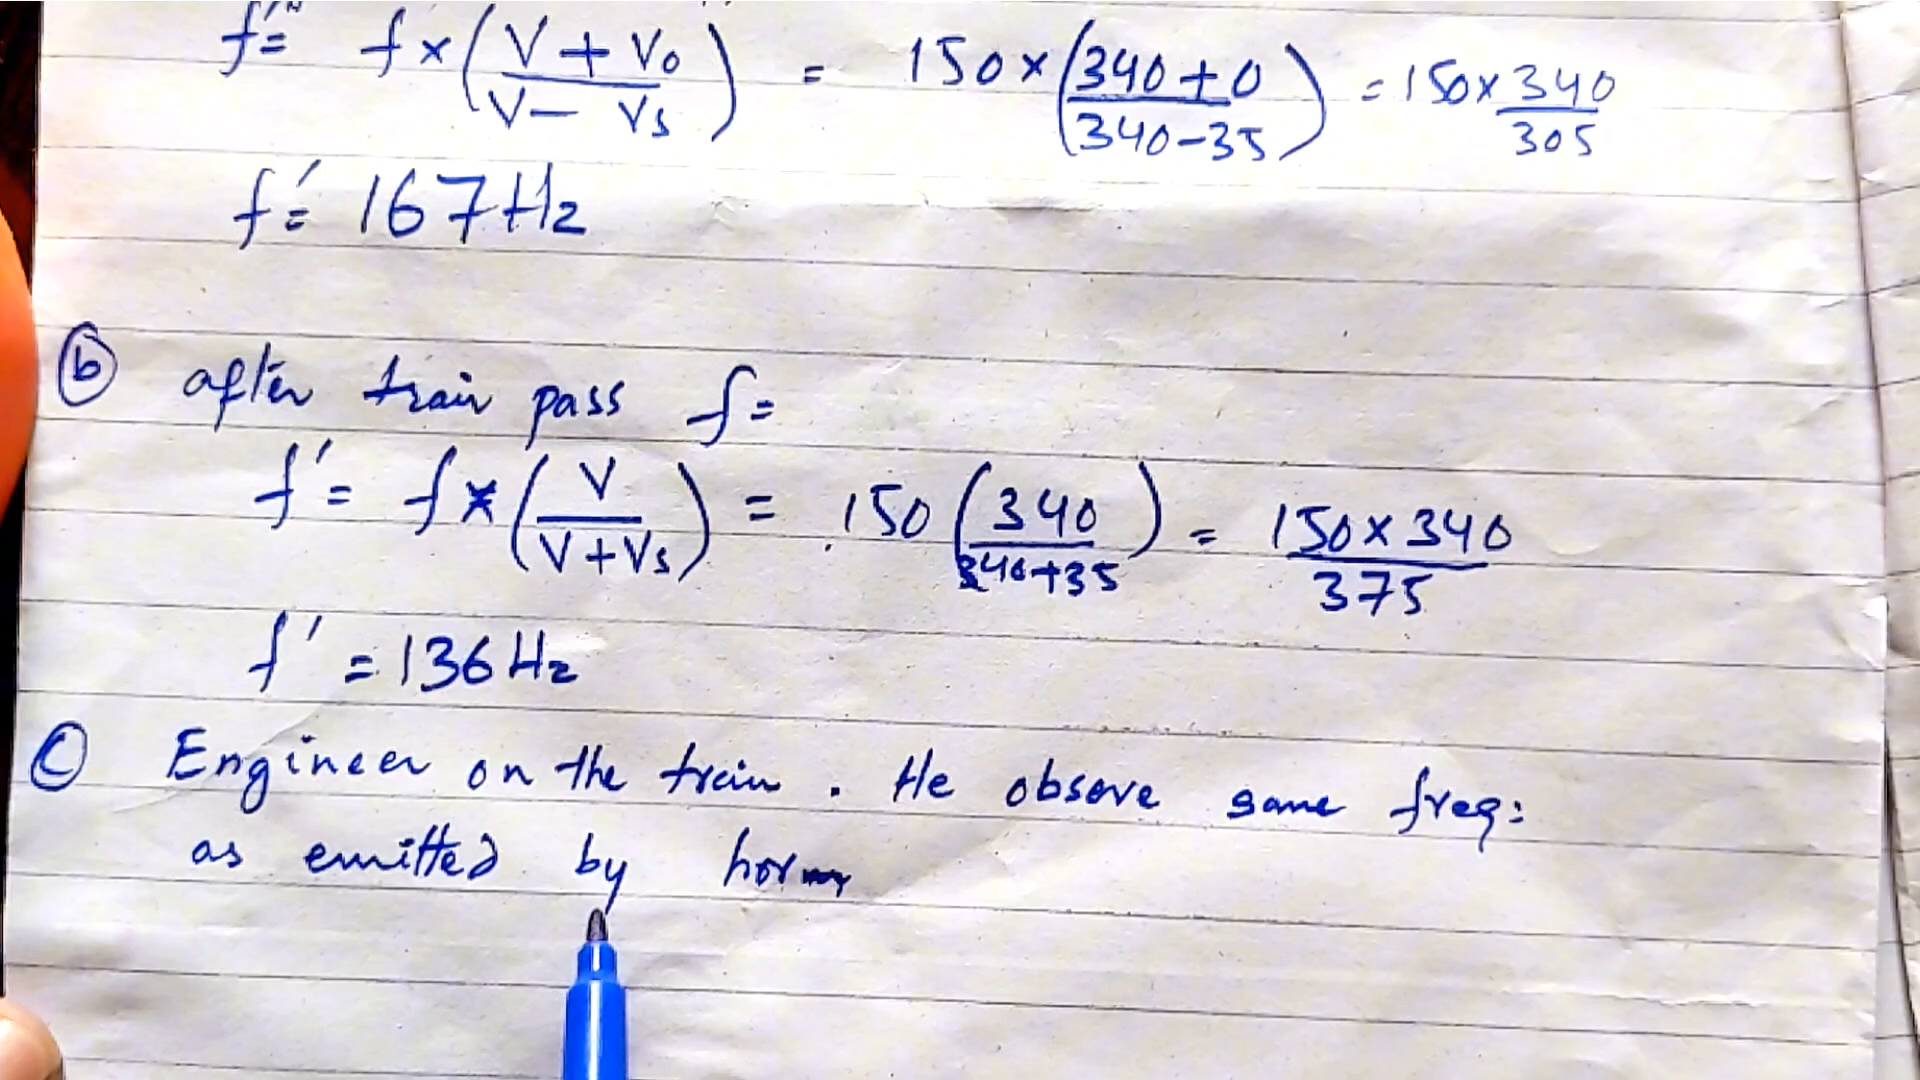 f' = f × (V + Vo / V − Vs) = 150 × (340 + 0 / 340 − 35) = 150 × 340 / 305
f' = 167 Hz
(b) after train pass f =
f' = f × (V / V + Vs) = 150 (340 / 340 + 35) = 150 × 340 / 375
f' = 136 Hz
(c) Engineer on the train. He observe same freq:
as emitted by horn